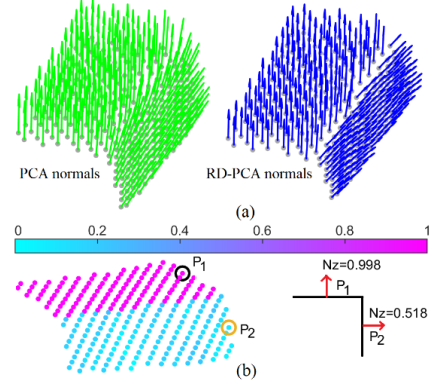 PCA normals
RD-PCA normals
(a)
0 0.2 0.4 0.6 0.8 1
P1
P2
Nz=0.998
P1
Nz=0.518
P2
(b)